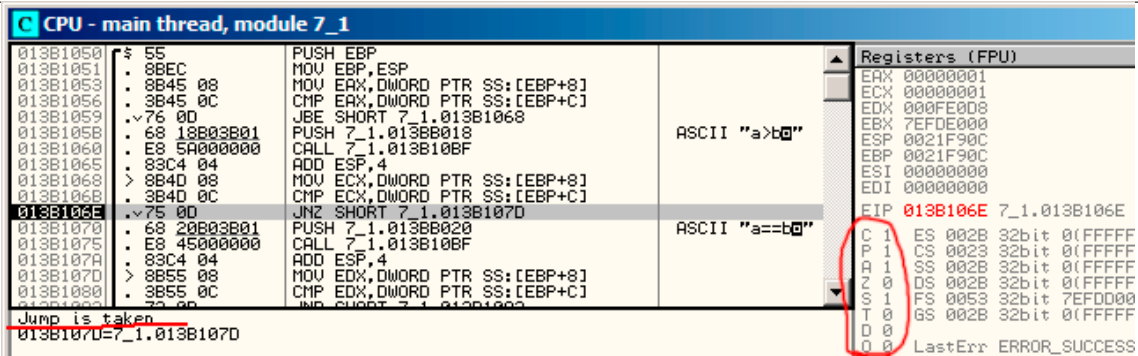 C CPU - main thread, module 7_1
013B1050 $ 55 PUSH EBP
013B1051 . 8BEC MOV EBP,ESP
013B1053 . 8B45 08 MOV EAX,DWORD PTR SS:[EBP+8]
013B1056 . 3B45 0C CMP EAX,DWORD PTR SS:[EBP+C]
013B1059 .v76 0D JBE SHORT 7_1.013B1068
013B105B . 68 18B03B01 PUSH 7_1.013BB018 ASCII "a>b◘"
013B1060 . E8 5A000000 CALL 7_1.013B10BF
013B1065 . 83C4 04 ADD ESP,4
013B1068 > 8B4D 08 MOV ECX,DWORD PTR SS:[EBP+8]
013B106B . 3B4D 0C CMP ECX,DWORD PTR SS:[EBP+C]
013B106E .v75 0D JNZ SHORT 7_1.013B107D
013B1070 . 68 20B03B01 PUSH 7_1.013BB020 ASCII "a==b◘"
013B1075 . E8 45000000 CALL 7_1.013B10BF
013B107A . 83C4 04 ADD ESP,4
013B107D > 8B55 08 MOV EDX,DWORD PTR SS:[EBP+8]
013B1080 . 3B55 0C CMP EDX,DWORD PTR SS:[EBP+C]
Jump is taken
013B107D=7_1.013B107D
Registers (FPU)
EAX 00000001
ECX 00000001
EDX 000FE0D8
EBX 7EFDE000
ESP 0021F90C
EBP 0021F90C
ESI 00000000
EDI 00000000
EIP 013B106E 7_1.013B106E
C 1 ES 002B 32bit 0(FFFFF
P 1 CS 0023 32bit 0(FFFFF
A 1 SS 002B 32bit 0(FFFFF
Z 0 DS 002B 32bit 0(FFFFF
S 1 FS 0053 32bit 7EFDD00
T 0 GS 002B 32bit 0(FFFFF
D 0
O 0 LastErr ERROR_SUCCESS